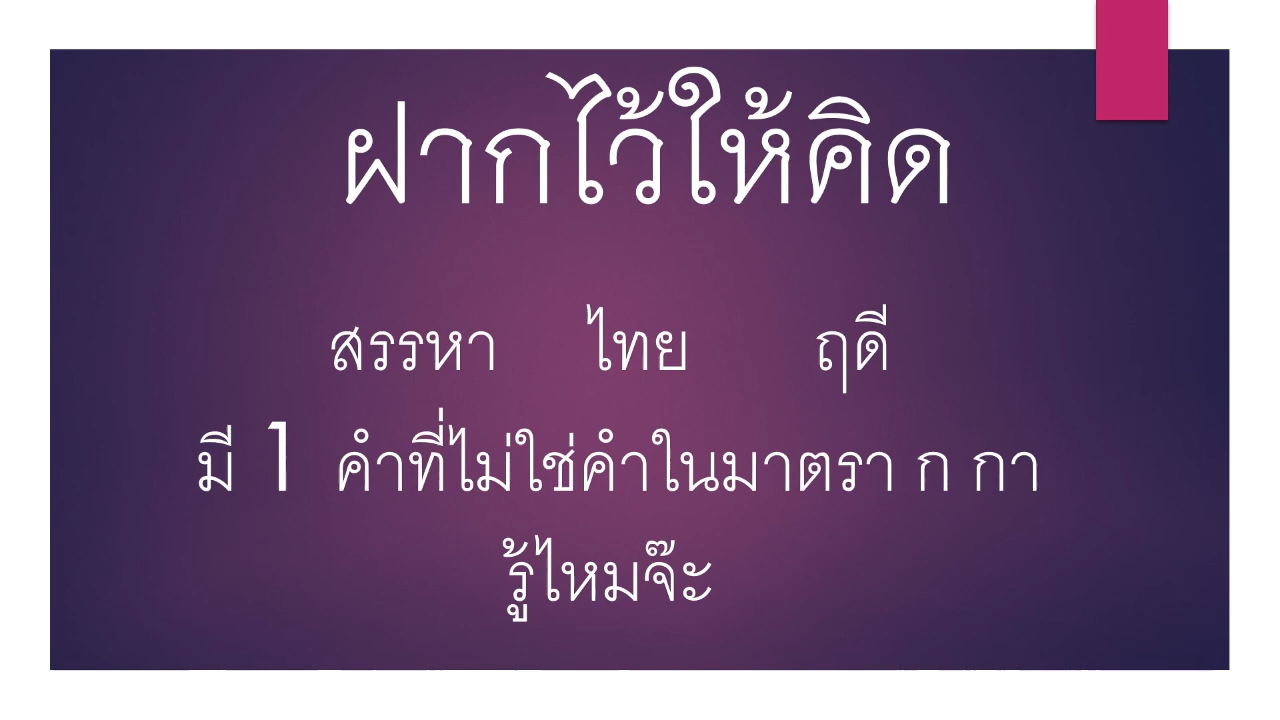 ฝากไว้ให้คิด
สรรหา ไทย ฤดี
มี 1 คำที่ไม่ใช่คำในมาตรา ก กา
รู้ไหมจ๊ะ